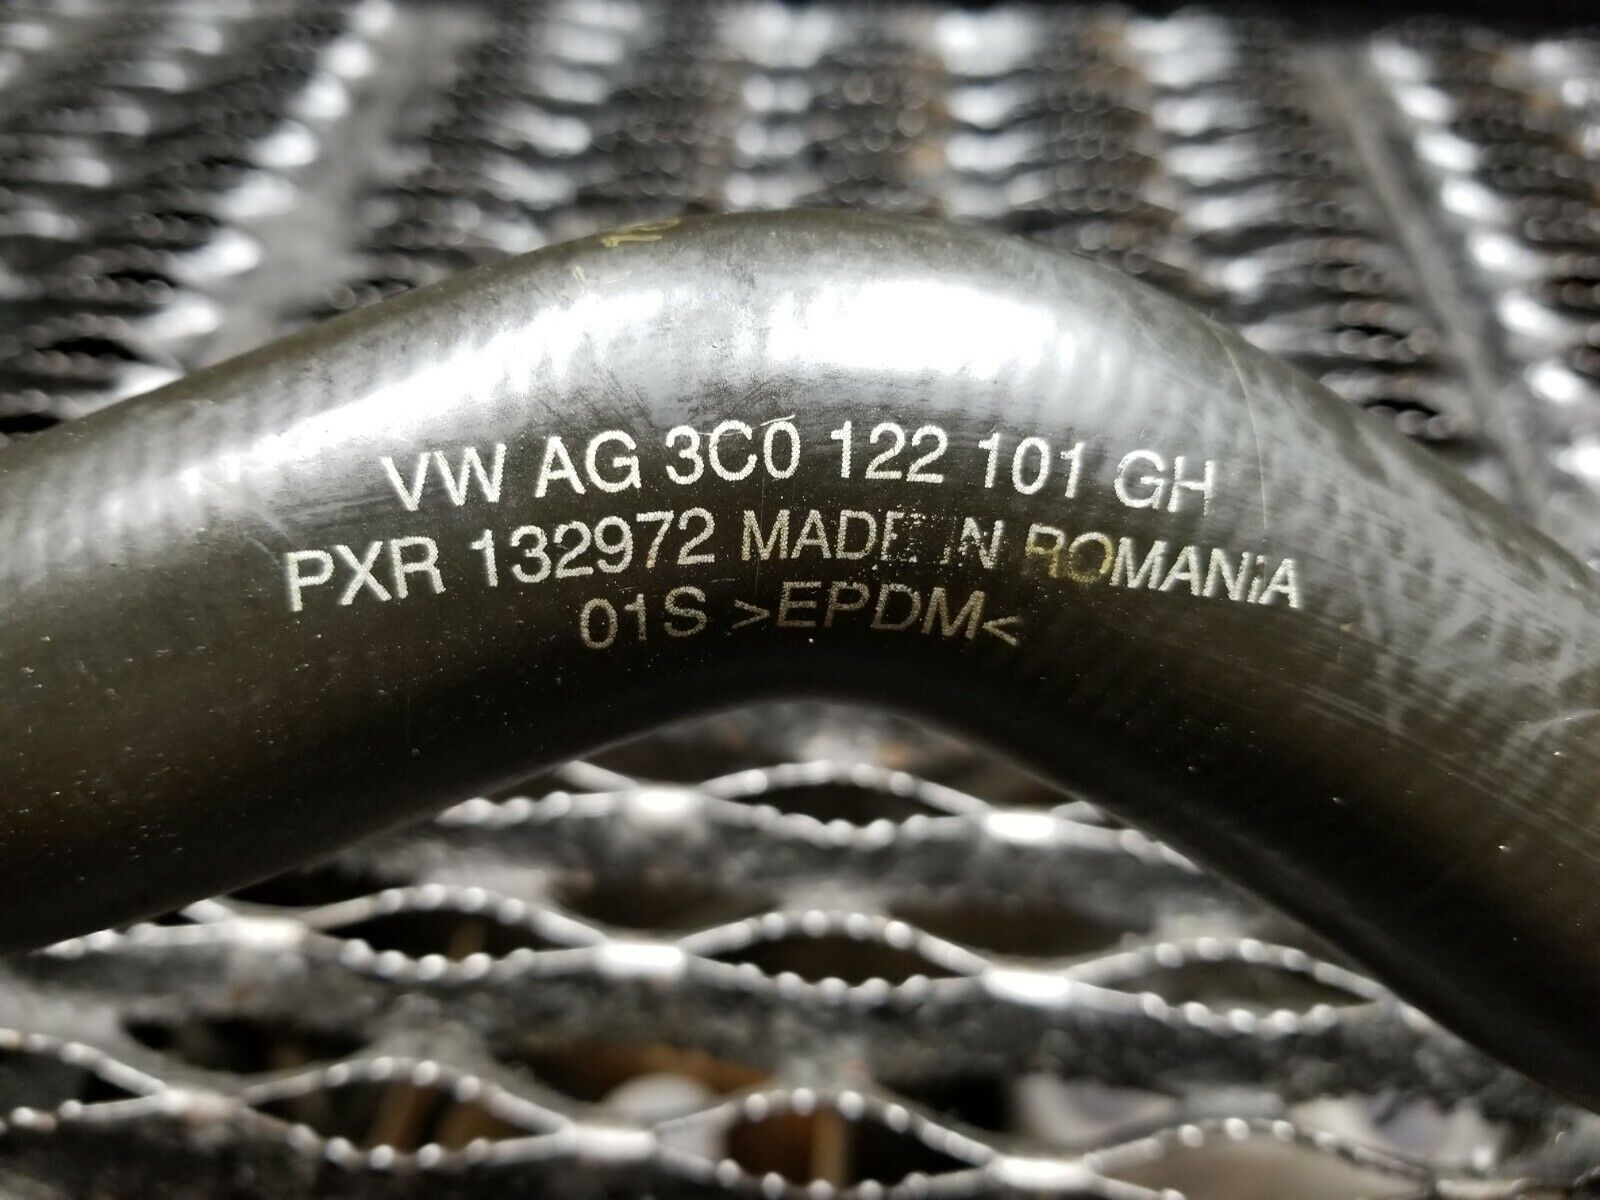 VW AG 3C0 122 101 GH
PXR 132972 MADE IN ROMANIA
01S >EPDM<